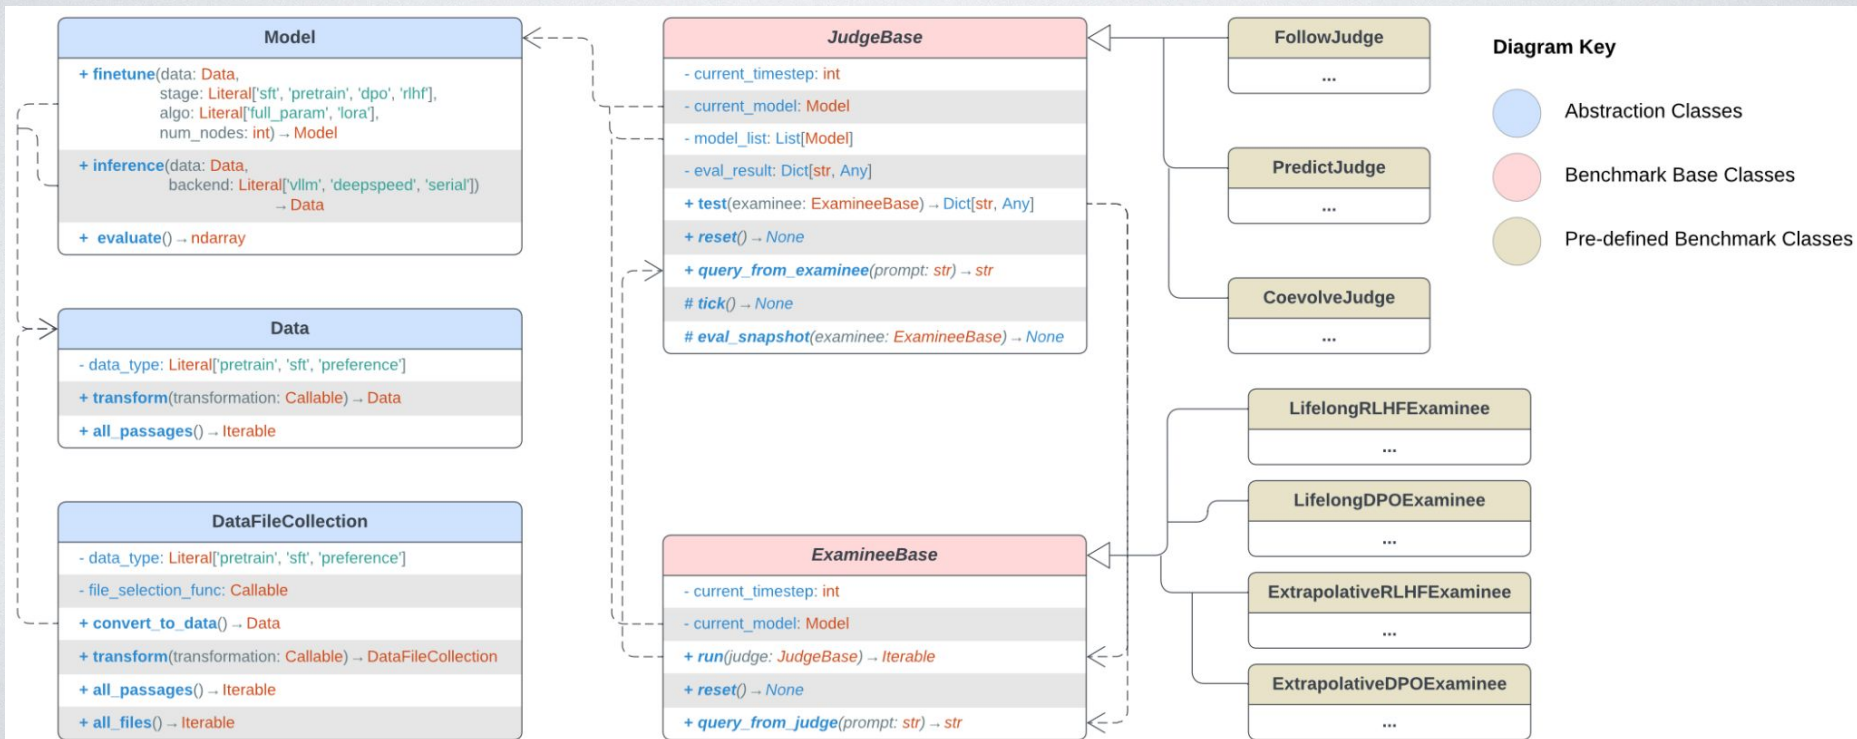 Model
+ finetune(data: Data,
stage: Literal['sft', 'pretrain', 'dpo', 'rlhf'],
algo: Literal['full_param', 'lora'],
num_nodes: int) → Model
+ inference(data: Data,
backend: Literal['vllm', 'deepspeed', 'serial'])
→ Data
+ evaluate() → ndarray
Data
- data_type: Literal['pretrain', 'sft', 'preference']
+ transform(transformation: Callable) → Data
+ all_passages() → Iterable
DataFileCollection
- data_type: Literal['pretrain', 'sft', 'preference']
- file_selection_func: Callable
+ convert_to_data() → Data
+ transform(transformation: Callable) → DataFileCollection
+ all_passages() → Iterable
+ all_files() → Iterable
JudgeBase
- current_timestep: int
- current_model: Model
- model_list: List[Model]
- eval_result: Dict[str, Any]
+ test(examinee: ExamineeBase) → Dict[str, Any]
+ reset() → None
+ query_from_examinee(prompt: str) → str
# tick() → None
# eval_snapshot(examinee: ExamineeBase) → None
ExamineeBase
- current_timestep: int
- current_model: Model
+ run(judge: JudgeBase) → Iterable
+ reset() → None
+ query_from_judge(prompt: str) → str
FollowJudge
...
PredictJudge
...
CoevolveJudge
...
LifelongRLHFExaminee
...
LifelongDPOExaminee
...
ExtrapolativeRLHFExaminee
...
ExtrapolativeDPOExaminee
...
Diagram Key
Abstraction Classes
Benchmark Base Classes
Pre-defined Benchmark Classes